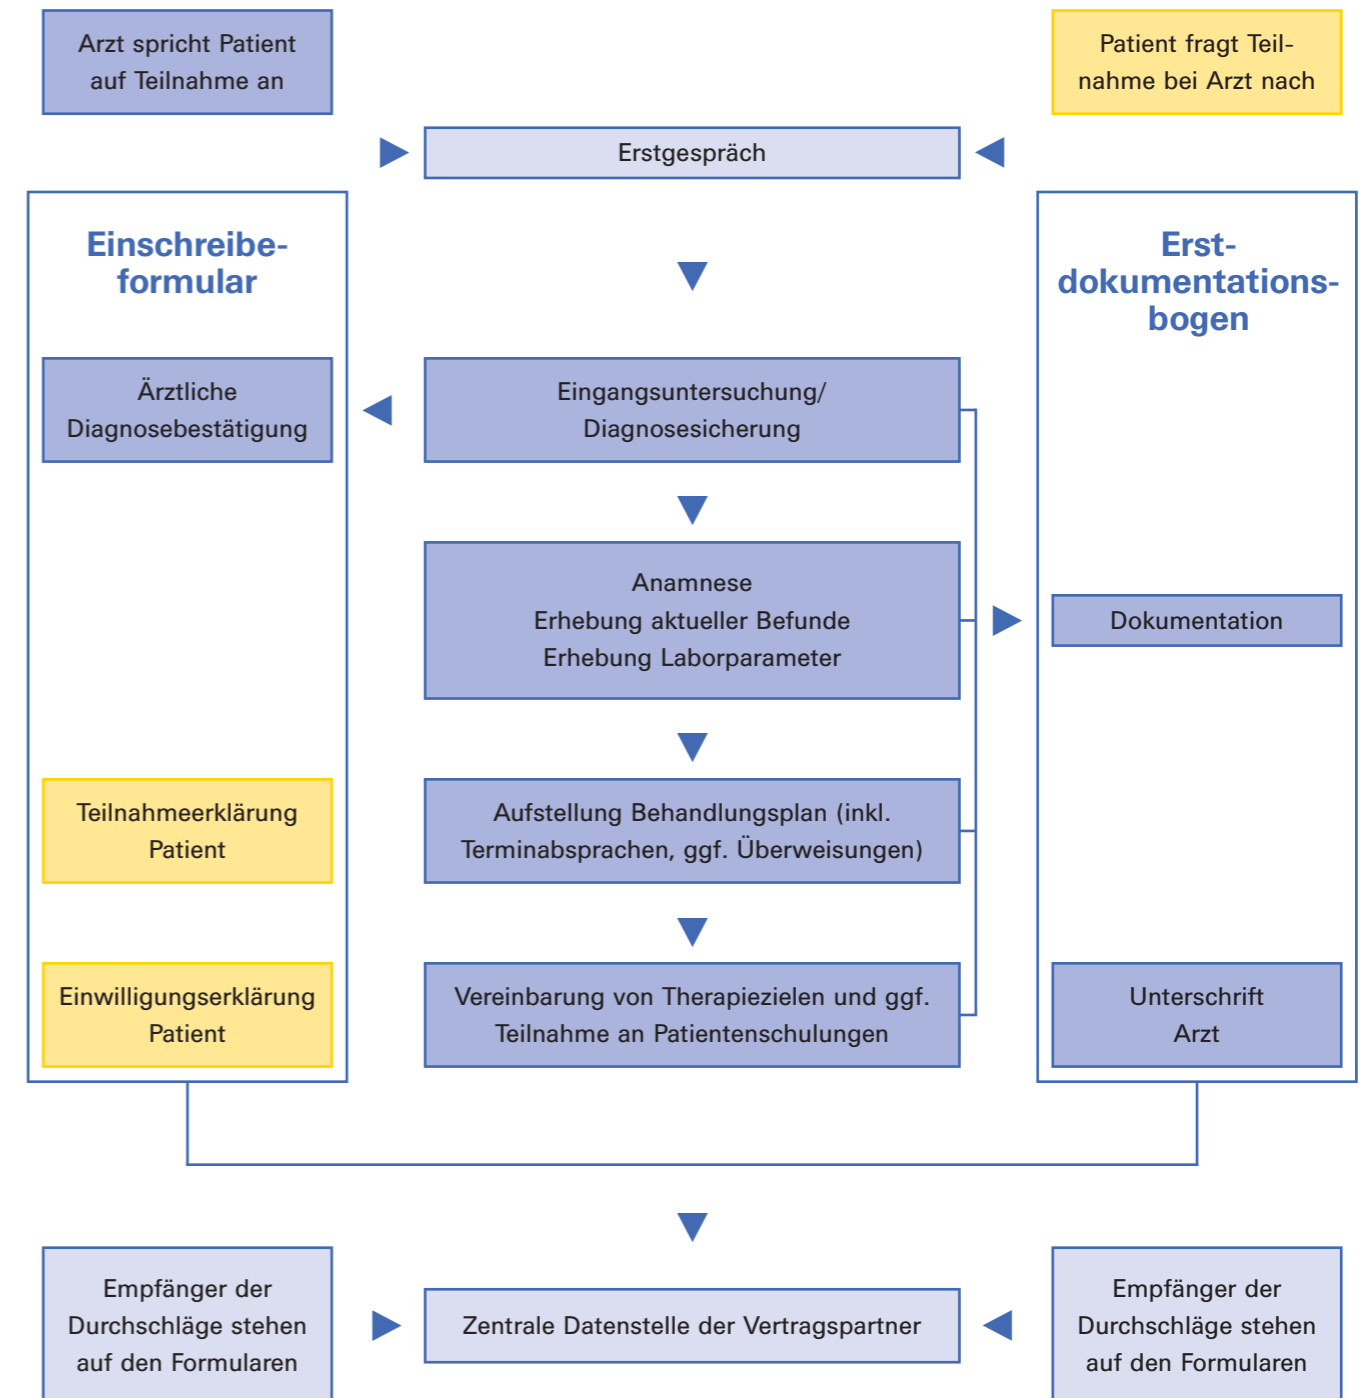 Arzt spricht Patient
auf Teilnahme an
Patient fragt Teil-
nahme bei Arzt nach
Erstgespräch
Einschreibe-
formular
Erst-
dokumentations-
bogen
Ärztliche
Diagnosebestätigung
Eingangsuntersuchung/
Diagnosesicherung
Anamnese
Erhebung aktueller Befunde
Erhebung Laborparameter
Dokumentation
Teilnahmeerklärung
Patient
Aufstellung Behandlungsplan (inkl.
Terminabsprachen, ggf. Überweisungen)
Einwilligungserklärung
Patient
Vereinbarung von Therapiezielen und ggf.
Teilnahme an Patientenschulungen
Unterschrift
Arzt
Empfänger der
Durchschläge stehen
auf den Formularen
Zentrale Datenstelle der Vertragspartner
Empfänger der
Durchschläge stehen
auf den Formularen